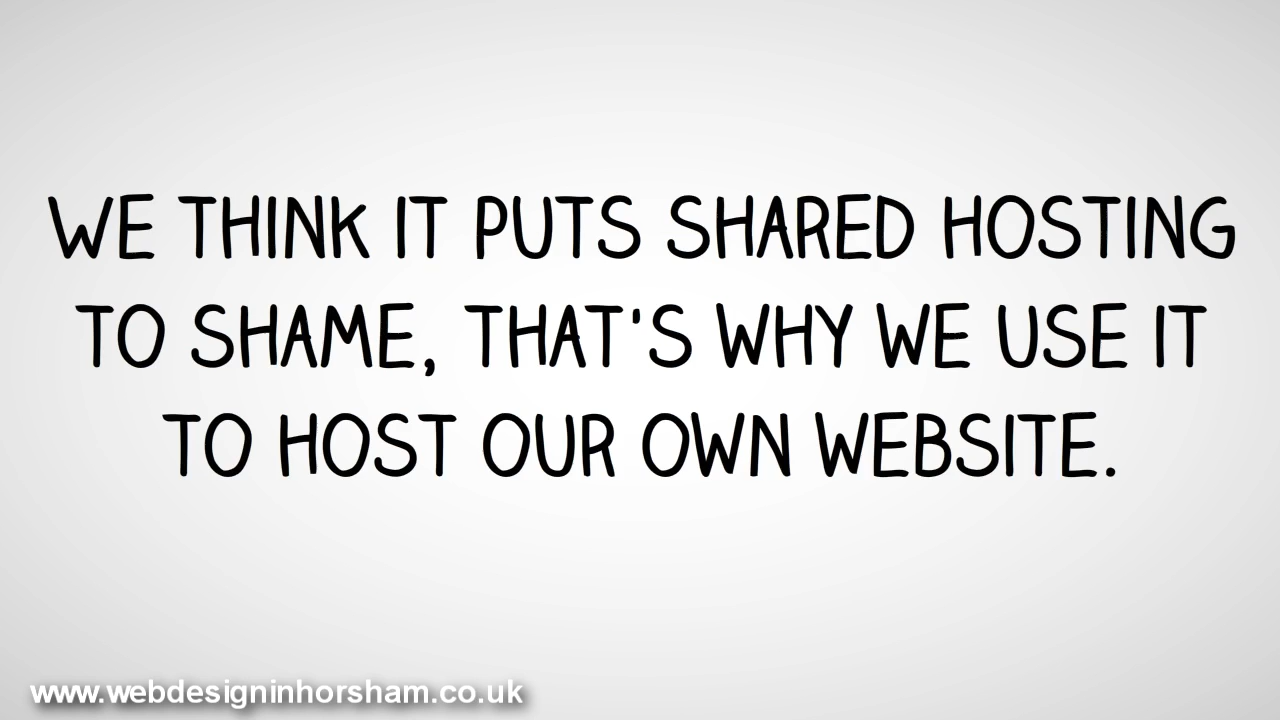 WE THINK IT PUTS SHARED HOSTING
TO SHAME, THAT'S WHY WE USE IT
TO HOST OUR OWN WEBSITE.
www.webdesigninhorsham.co.uk